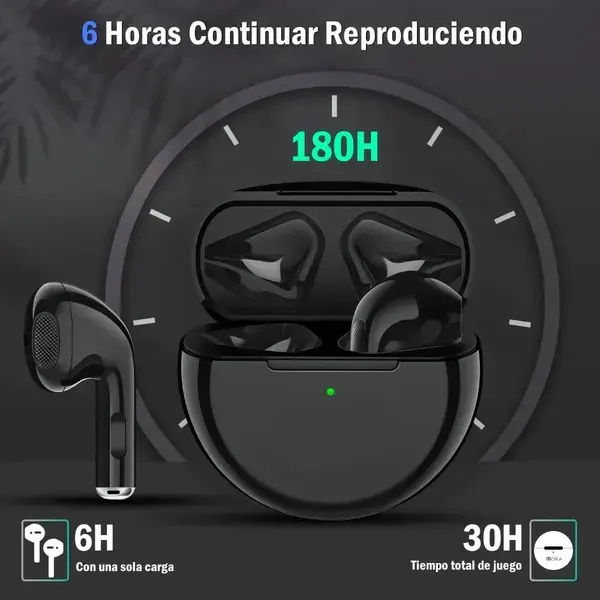 6 Horas Continuar Reproduciendo
180H
6H
Con una sola carga
30H
Tiempo total de juego